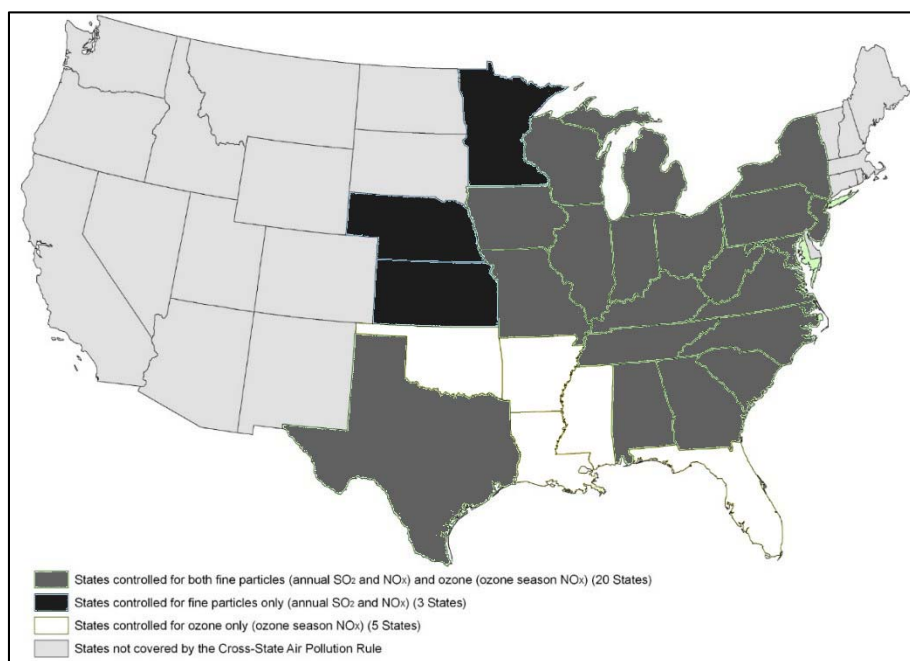 States controlled for both fine particles (annual SO2 and NOX) and ozone (ozone season NOX) (20 States)
States controlled for fine particles only (annual SO2 and NOX) (3 States)
States controlled for ozone only (ozone season NOX) (5 States)
States not covered by the Cross-State Air Pollution Rule